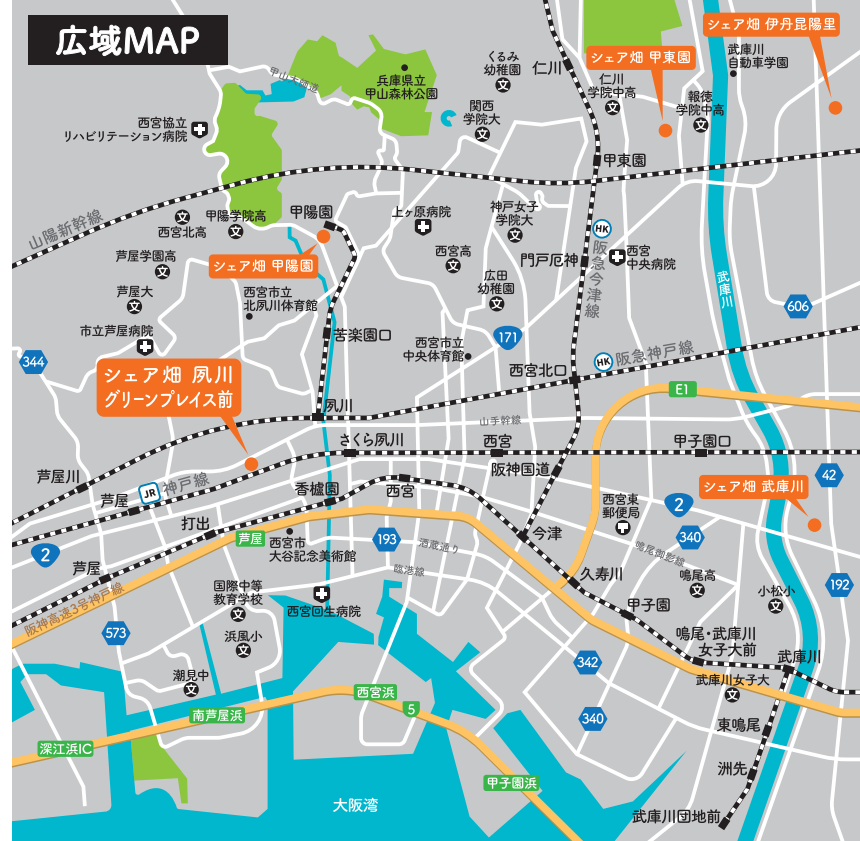 広域MAP
シェア畑 伊丹昆陽里
シェア畑 甲東園
武庫川
自動車学園
くるみ
幼稚園
仁川
甲山大師道
兵庫県立
甲山森林公園
仁川
学院中高
報徳
学院中高
関西
学院大
西宮協立
リハビリテーション病院
甲東園
山陽新幹線
西宮北高
甲陽学院高
甲陽園
上ヶ原病院
神戸女子
学院大
HK
阪急今津線
西宮
中央病院
芦屋学園高
シェア畑 甲陽園
西宮高
門戸厄神
広田
幼稚園
武庫川
芦屋大
西宮市立
北夙川体育館
606
市立芦屋病院
苦楽園口
西宮市立
中央体育館
171
344
HK
阪急神戸線
西宮北口
シェア畑 夙川
グリーンプレイス前
E1
夙川
山手幹線
さくら夙川
西宮
甲子園口
芦屋川
JR
神戸線
阪神国道
42
芦屋
香櫨園
西宮
シェア畑 武庫川
西宮東
郵便局
2
打出
芦屋
西宮市
大谷記念美術館
193
酒蔵通り
今津
340
鳴尾御影線
2
芦屋
臨港線
久寿川
鳴尾高
小松小
192
阪神高速3号神戸線
国際中等
教育学校
西宮回生病院
甲子園
573
浜風小
鳴尾・武庫川
女子大前
武庫川
342
潮見中
武庫川女子大
西宮浜
5
南芦屋浜
340
東鳴尾
深江浜IC
洲先
甲子園浜
大阪湾
武庫川団地前